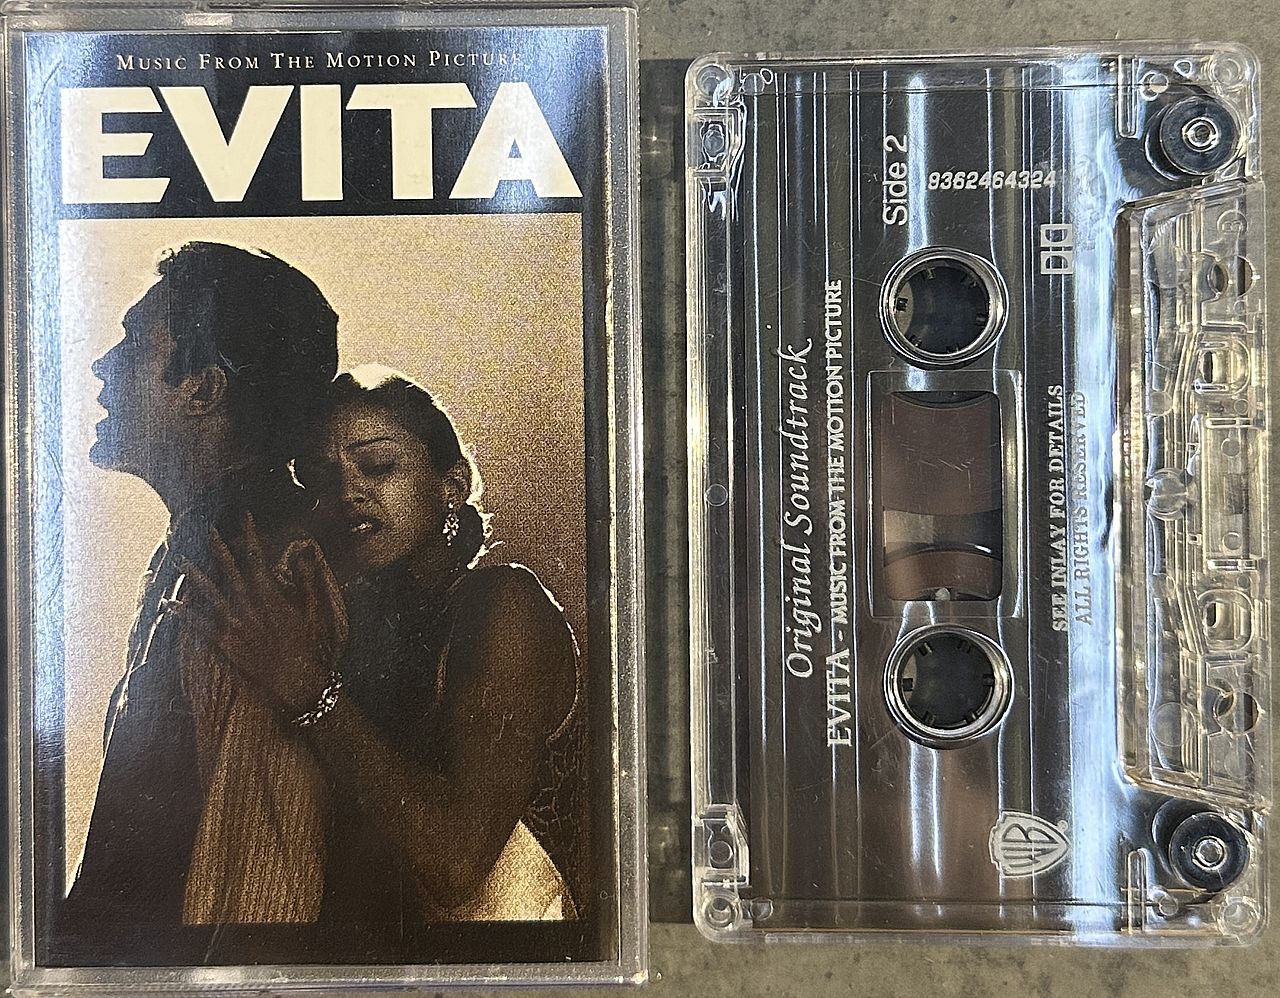 MUSIC FROM THE MOTION PICTURE
EVITA
Side 2
9362464324
Original Soundtrack
EVITA - MUSIC FROM THE MOTION PICTURE
SEE INLAY FOR DETAILS
ALL RIGHTS RESERVED
WB